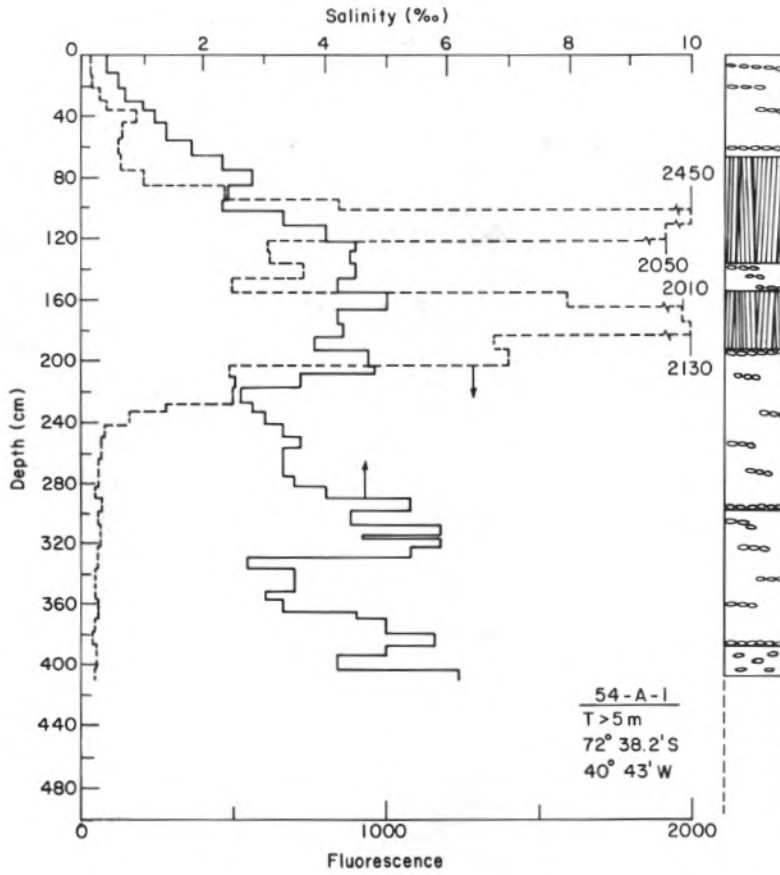 Salinity (‰)
0 2 4 6 8 10
Depth (cm)
0
40
80
120
160
200
240
280
320
360
400
440
480
2450
2050
2010
2130
54-A-1
T > 5 m
72° 38.2' S
40° 43' W
0 1000 2000
Fluorescence